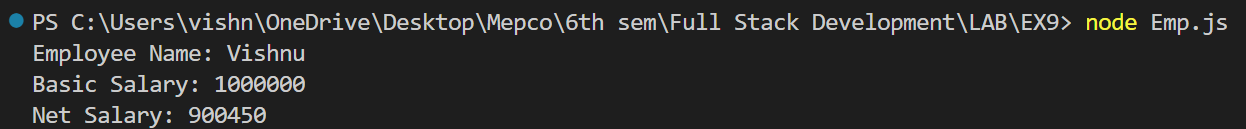 PS C:\Users\vishn\OneDrive\Desktop\Mepco\6th sem\Full Stack Development\LAB\EX9> node Emp.js
Employee Name: Vishnu
Basic Salary: 1000000
Net Salary: 900450